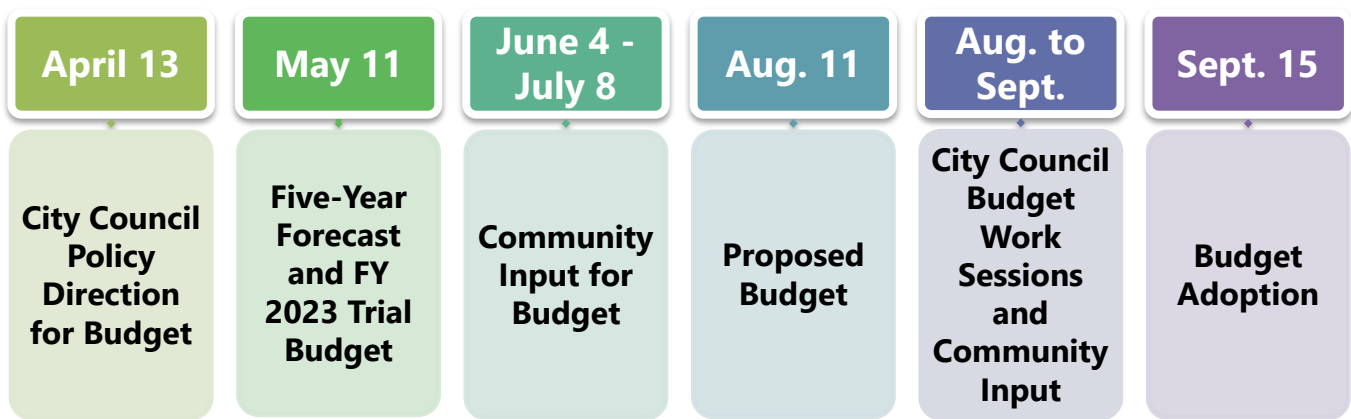 April 13
City Council
Policy
Direction
for Budget
May 11
Five-Year
Forecast
and FY
2023 Trial
Budget
June 4 -
July 8
Community
Input for
Budget
Aug. 11
Proposed
Budget
Aug. to
Sept.
City Council
Budget
Work
Sessions
and
Community
Input
Sept. 15
Budget
Adoption